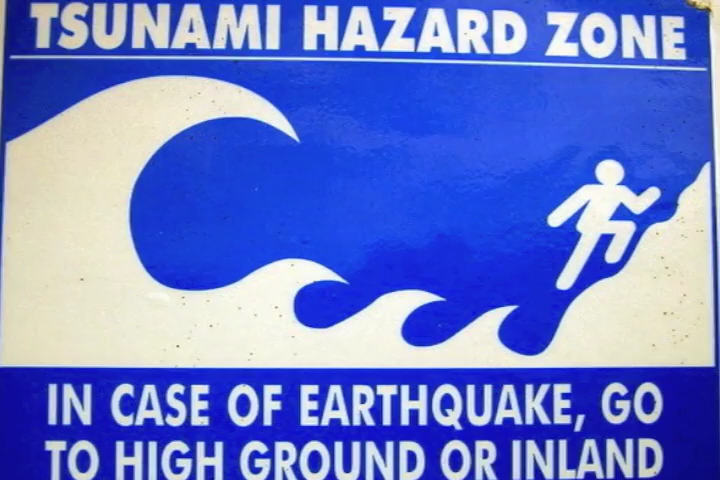 TSUNAMI HAZARD ZONE
IN CASE OF EARTHQUAKE, GO
TO HIGH GROUND OR INLAND